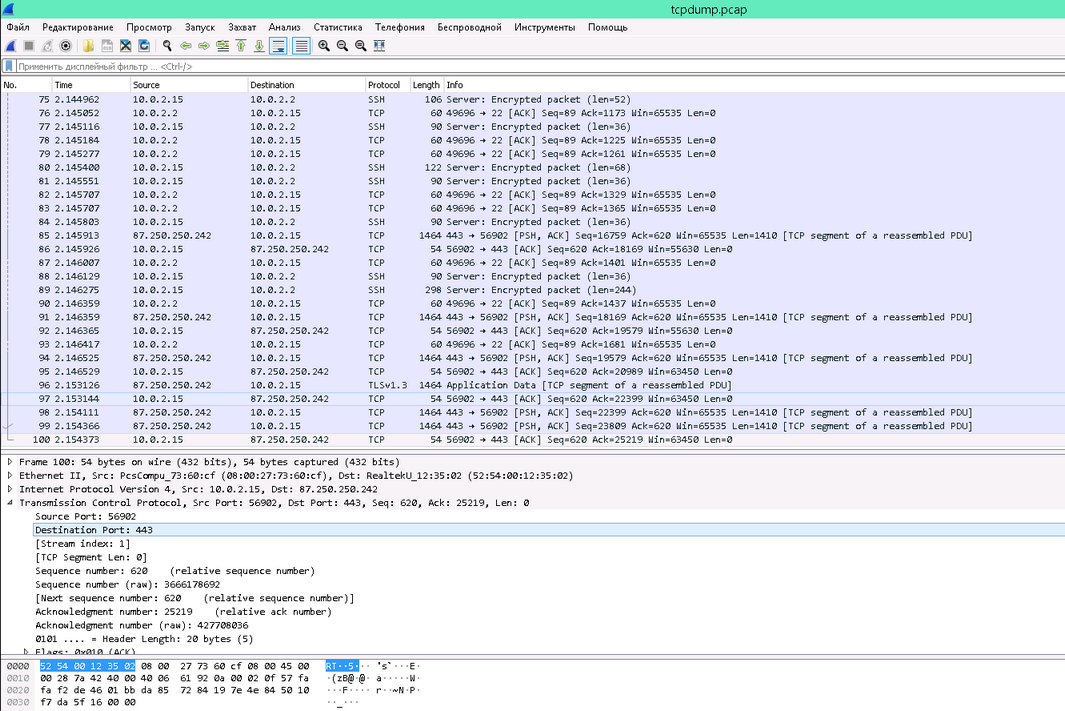 tcpdump.pcap
Файл Редактирование Просмотр Запуск Захват Анализ Статистика Телефония Беспроводной Инструменты Помощь
Применить дисплейный фильтр ... <Ctrl-/>
No. Time Source Destination Protocol Length Info
75 2.144962 10.0.2.15 10.0.2.2 SSH 106 Server: Encrypted packet (len=52)
76 2.145052 10.0.2.2 10.0.2.15 TCP 60 49696 → 22 [ACK] Seq=89 Ack=1173 Win=65535 Len=0
77 2.145116 10.0.2.15 10.0.2.2 SSH 90 Server: Encrypted packet (len=36)
78 2.145184 10.0.2.2 10.0.2.15 TCP 60 49696 → 22 [ACK] Seq=89 Ack=1225 Win=65535 Len=0
79 2.145277 10.0.2.2 10.0.2.15 TCP 60 49696 → 22 [ACK] Seq=89 Ack=1261 Win=65535 Len=0
80 2.145400 10.0.2.15 10.0.2.2 SSH 122 Server: Encrypted packet (len=68)
81 2.145551 10.0.2.15 10.0.2.2 SSH 90 Server: Encrypted packet (len=36)
82 2.145707 10.0.2.2 10.0.2.15 TCP 60 49696 → 22 [ACK] Seq=89 Ack=1329 Win=65535 Len=0
83 2.145707 10.0.2.2 10.0.2.15 TCP 60 49696 → 22 [ACK] Seq=89 Ack=1365 Win=65535 Len=0
84 2.145803 10.0.2.15 10.0.2.2 SSH 90 Server: Encrypted packet (len=36)
85 2.145913 87.250.250.242 10.0.2.15 TCP 1464 443 → 56902 [PSH, ACK] Seq=16759 Ack=620 Win=65535 Len=1410 [TCP segment of a reassembled PDU]
86 2.145926 10.0.2.15 87.250.250.242 TCP 54 56902 → 443 [ACK] Seq=620 Ack=18169 Win=55630 Len=0
87 2.146007 10.0.2.2 10.0.2.15 TCP 60 49696 → 22 [ACK] Seq=89 Ack=1401 Win=65535 Len=0
88 2.146129 10.0.2.15 10.0.2.2 SSH 90 Server: Encrypted packet (len=36)
89 2.146275 10.0.2.15 10.0.2.2 SSH 298 Server: Encrypted packet (len=244)
90 2.146359 10.0.2.2 10.0.2.15 TCP 60 49696 → 22 [ACK] Seq=89 Ack=1437 Win=65535 Len=0
91 2.146359 87.250.250.242 10.0.2.15 TCP 1464 443 → 56902 [PSH, ACK] Seq=18169 Ack=620 Win=65535 Len=1410 [TCP segment of a reassembled PDU]
92 2.146365 10.0.2.15 87.250.250.242 TCP 54 56902 → 443 [ACK] Seq=620 Ack=19579 Win=55630 Len=0
93 2.146417 10.0.2.2 10.0.2.15 TCP 60 49696 → 22 [ACK] Seq=89 Ack=1681 Win=65535 Len=0
94 2.146525 87.250.250.242 10.0.2.15 TCP 1464 443 → 56902 [PSH, ACK] Seq=19579 Ack=620 Win=65535 Len=1410 [TCP segment of a reassembled PDU]
95 2.146529 10.0.2.15 87.250.250.242 TCP 54 56902 → 443 [ACK] Seq=620 Ack=20989 Win=63450 Len=0
96 2.153126 87.250.250.242 10.0.2.15 TLSv1.3 1464 Application Data [TCP segment of a reassembled PDU]
97 2.153144 10.0.2.15 87.250.250.242 TCP 54 56902 → 443 [ACK] Seq=620 Ack=22399 Win=63450 Len=0
98 2.154111 87.250.250.242 10.0.2.15 TCP 1464 443 → 56902 [PSH, ACK] Seq=22399 Ack=620 Win=65535 Len=1410 [TCP segment of a reassembled PDU]
99 2.154366 87.250.250.242 10.0.2.15 TCP 1464 443 → 56902 [PSH, ACK] Seq=23809 Ack=620 Win=65535 Len=1410 [TCP segment of a reassembled PDU]
100 2.154373 10.0.2.15 87.250.250.242 TCP 54 56902 → 443 [ACK] Seq=620 Ack=25219 Win=63450 Len=0
Frame 100: 54 bytes on wire (432 bits), 54 bytes captured (432 bits)
Ethernet II, Src: PcsCompu_73:60:cf (08:00:27:73:60:cf), Dst: RealtekU_12:35:02 (52:54:00:12:35:02)
Internet Protocol Version 4, Src: 10.0.2.15, Dst: 87.250.250.242
Transmission Control Protocol, Src Port: 56902, Dst Port: 443, Seq: 620, Ack: 25219, Len: 0
Source Port: 56902
Destination Port: 443
[Stream index: 1]
[TCP Segment Len: 0]
Sequence number: 620 (relative sequence number)
Sequence number (raw): 3666178692
[Next sequence number: 620 (relative sequence number)]
Acknowledgment number: 25219 (relative ack number)
Acknowledgment number (raw): 427708036
0101 .... = Header Length: 20 bytes (5)
Flags: 0x010 (ACK)
0000 52 54 00 12 35 02 08 00 27 73 60 cf 08 00 45 00 RT··5··· 's`···E·
0010 00 28 7a 42 40 00 40 06 61 92 0a 00 02 0f 57 fa ·(zB@·@· a·····W·
0020 fa f2 de 46 01 bb da 85 72 84 19 7e 4e 84 50 10 ···F···· r··~N·P·
0030 f7 da 5f 16 00 00 ··_···